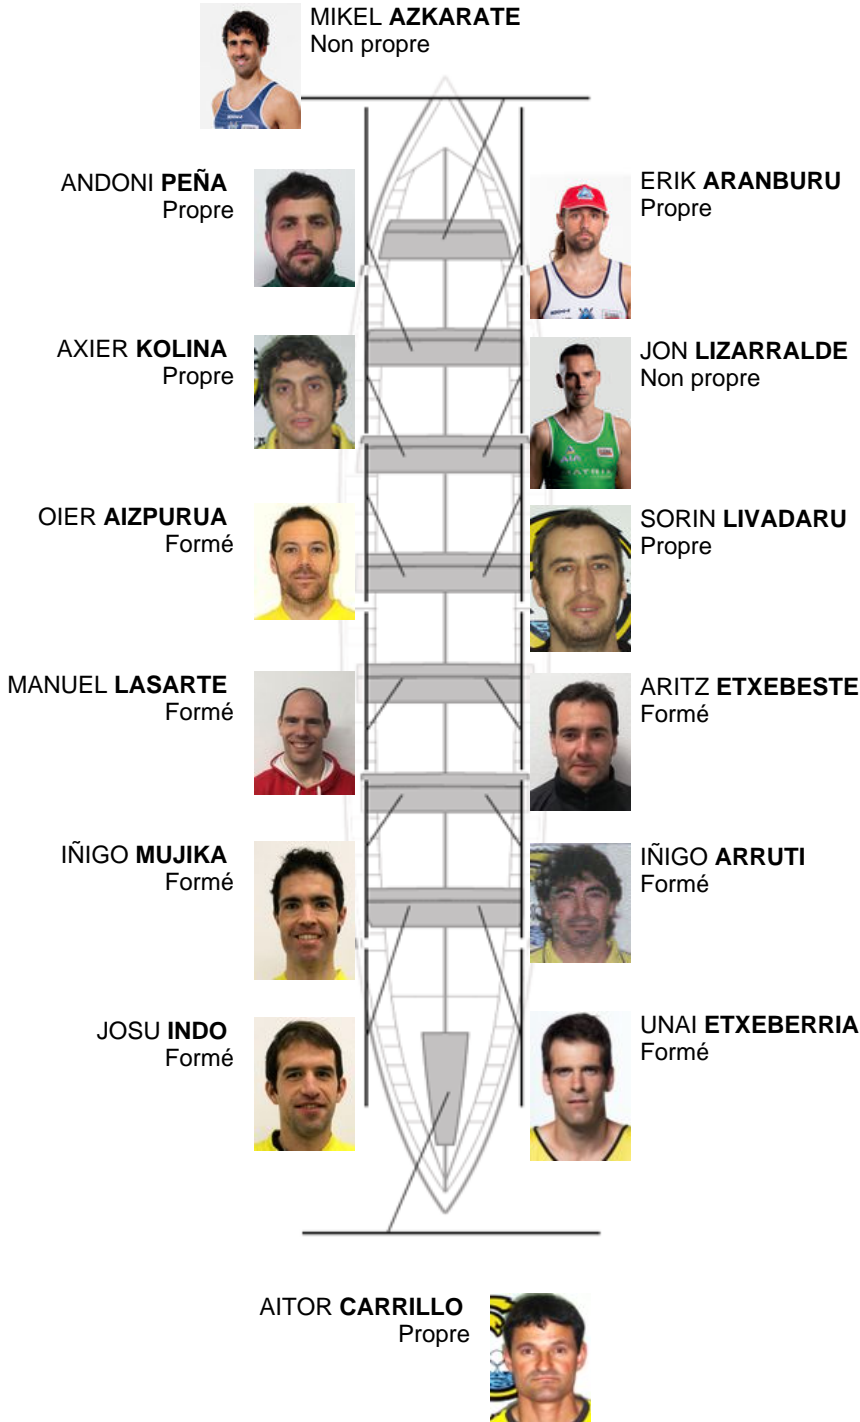 MIKEL AZKARATE
Non propre
ANDONI PEÑA
Propre
ERIK ARANBURU
Propre
AXIER KOLINA
Propre
JON LIZARRALDE
Non propre
OIER AIZPURUA
Formé
SORIN LIVADARU
Propre
MANUEL LASARTE
Formé
ARITZ ETXEBESTE
Formé
IÑIGO MUJIKA
Formé
IÑIGO ARRUTI
Formé
JOSU INDO
Formé
UNAI ETXEBERRIA
Formé
AITOR CARRILLO
Propre